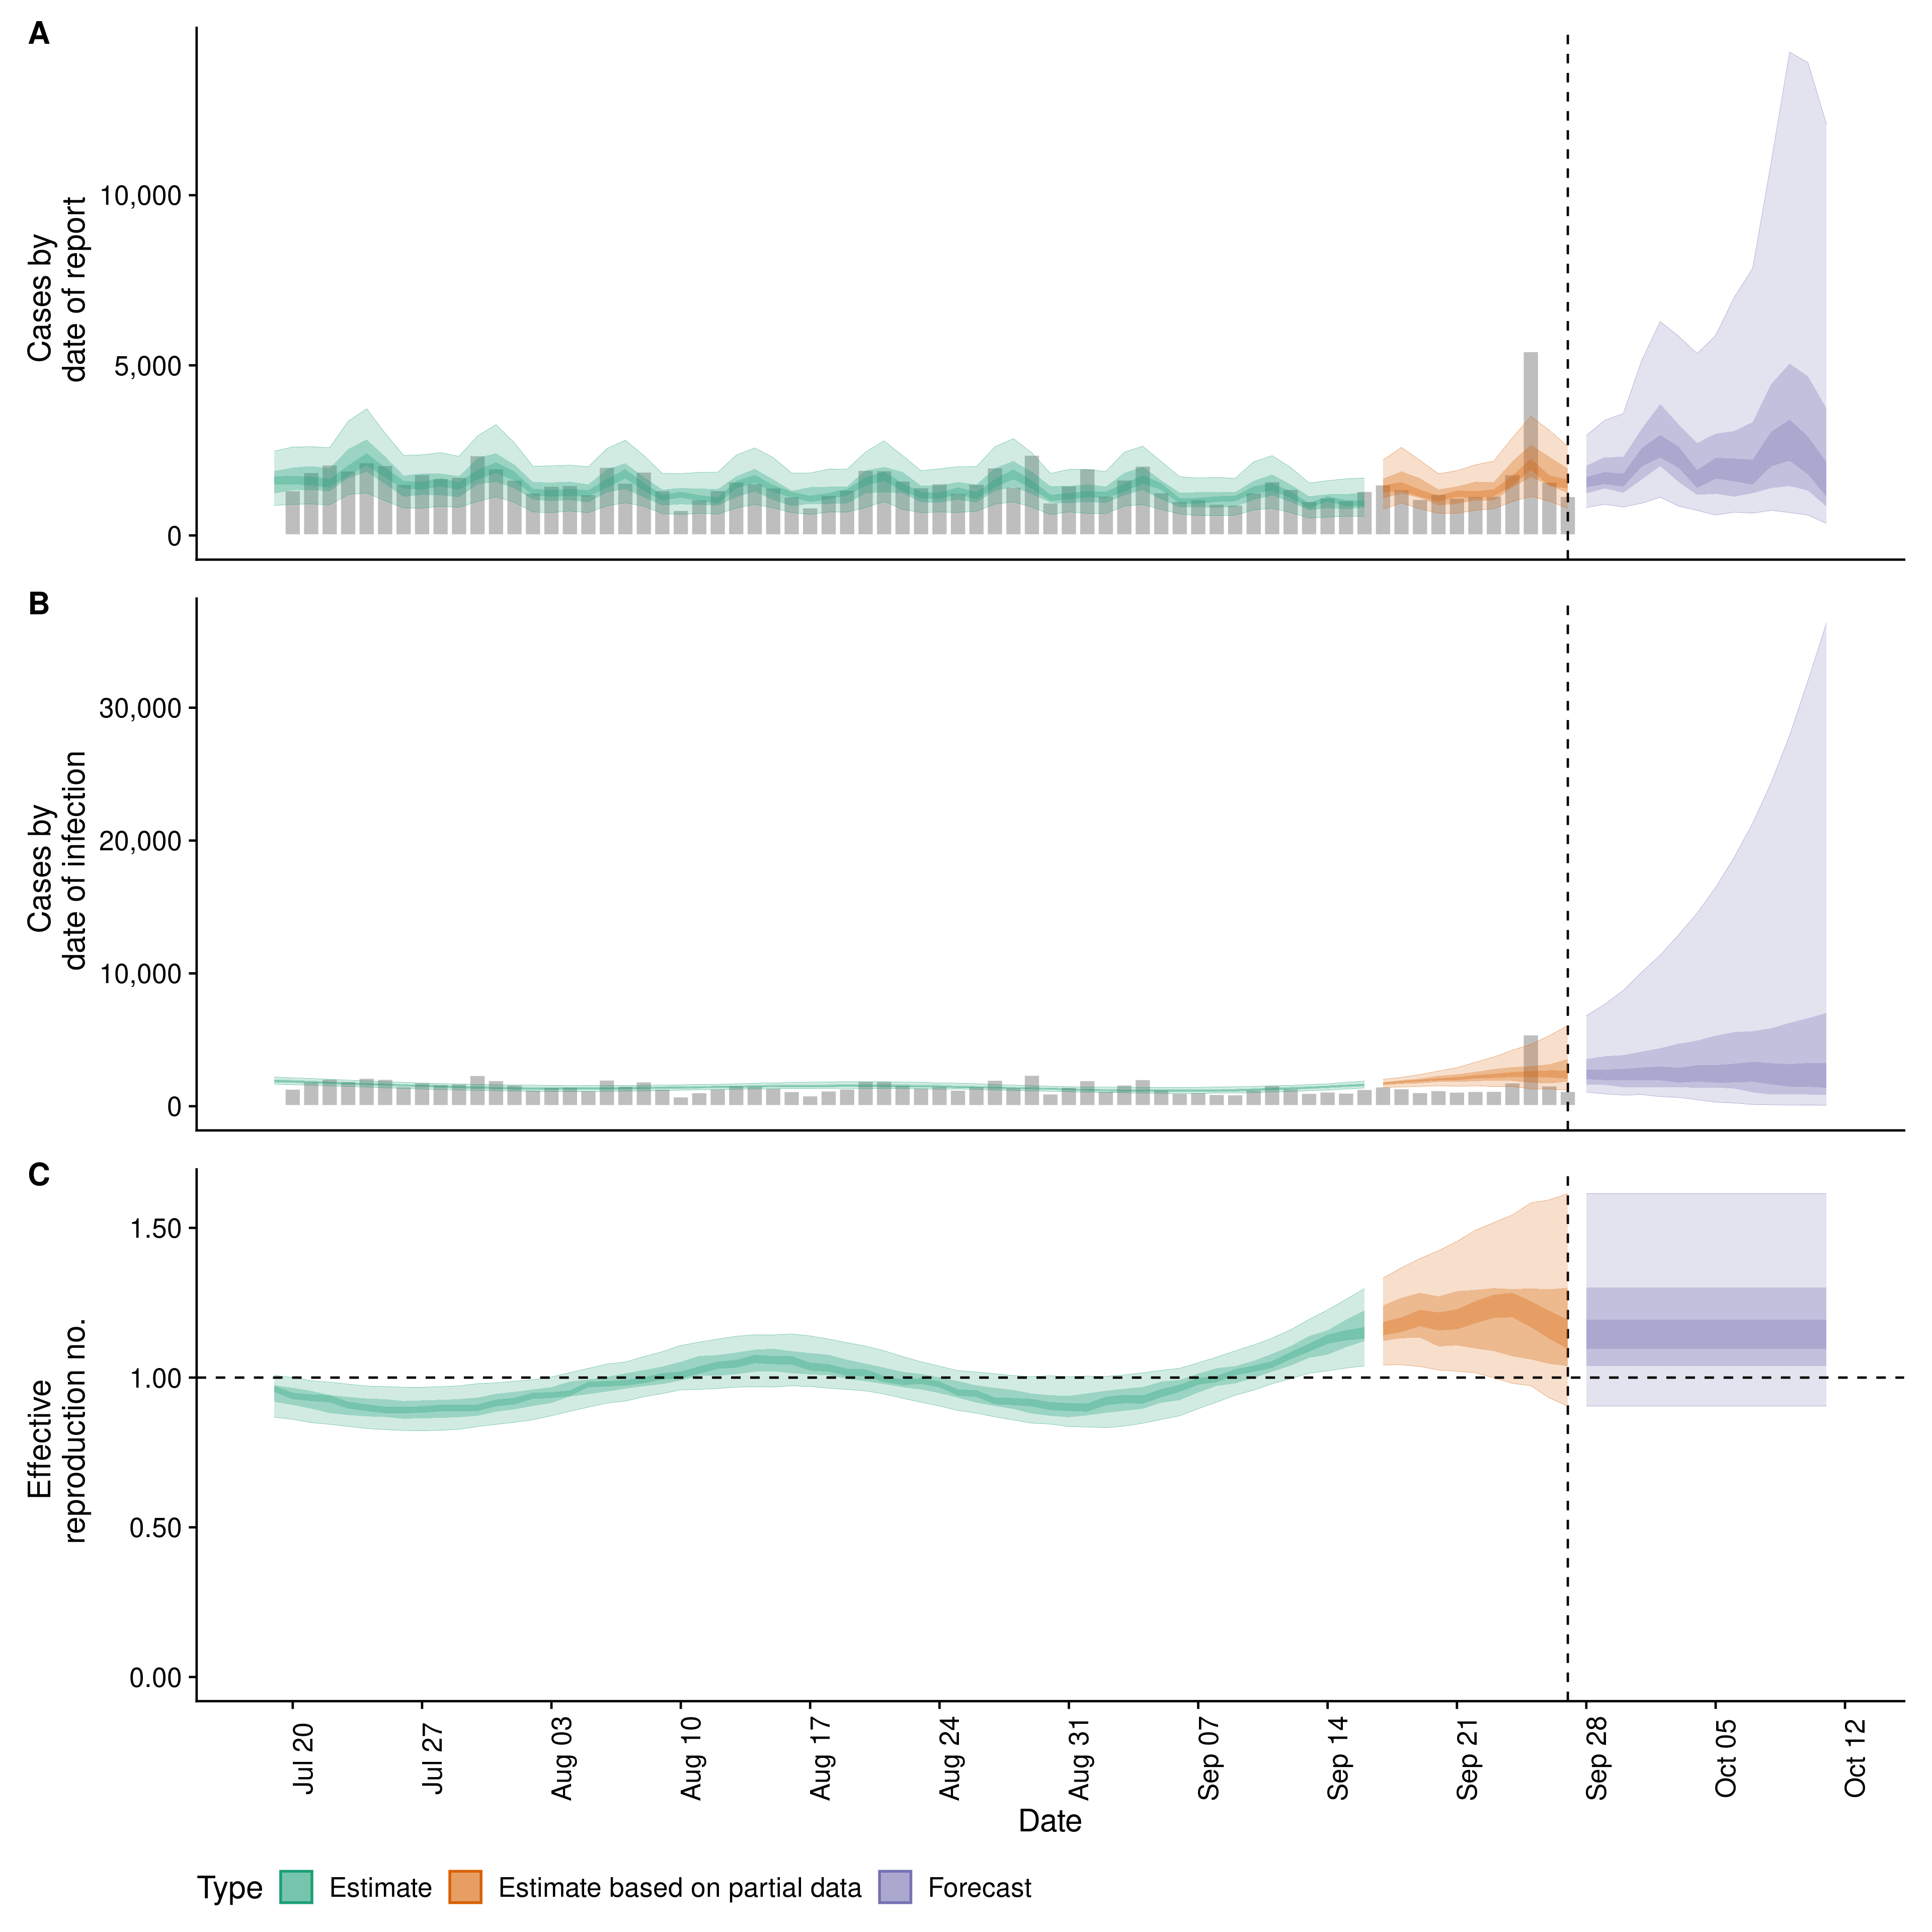 A
Cases by
date of report
10,000
5,000
0
B
Cases by
date of infection
30,000
20,000
10,000
0
C
Effective
reproduction no.
1.50
1.00
0.50
0.00
Jul 20
Jul 27
Aug 03
Aug 10
Aug 17
Aug 24
Aug 31
Sep 07
Sep 14
Sep 21
Sep 28
Oct 05
Oct 12
Date
Type Estimate Estimate based on partial data Forecast